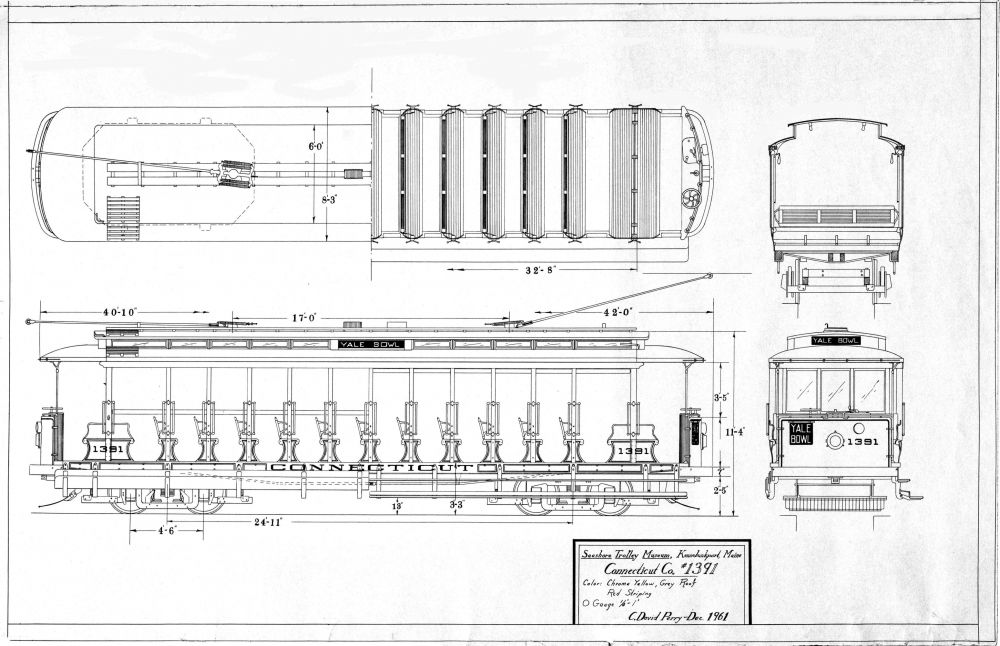 6'-0"
8'-3"
32'-8"
40'-10"
17'-0"
42'-0"
YALE BOWL
YALE BOWL
3'-5"
11'-4"
1391
1391
YALE
BOWL
1391
CONNECTICUT
7"
2'-5"
13"
3'-3"
24'-11"
4'-6"
Seashore Trolley Museum, Kennebunkport, Maine
Connecticut Co. #1391
Color: Chrome Yellow, Grey Roof
Red Striping
O Gauge 1/4"-1'
C. David Perry-Dec. 1961